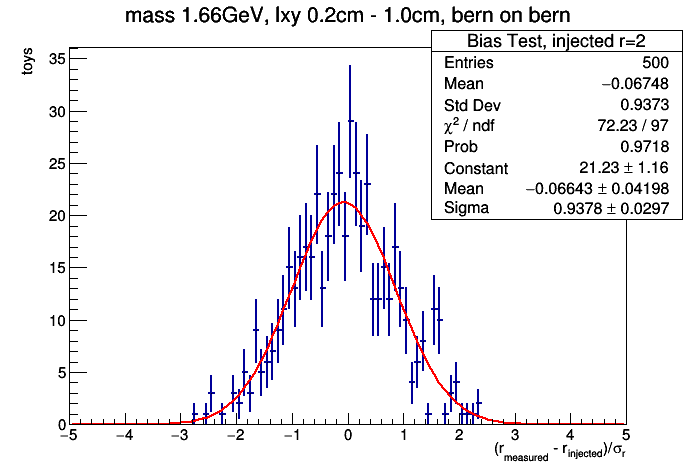 mass 1.66GeV, lxy 0.2cm - 1.0cm, bern on bern
Bias Test, injected r=2
Entries 500
Mean −0.06748
Std Dev 0.9373
χ² / ndf 72.23 / 97
Prob 0.9718
Constant 21.23 ± 1.16
Mean −0.06643 ± 0.04198
Sigma 0.9378 ± 0.0297
toys
35
30
25
20
15
10
5
0
−5 −4 −3 −2 −1 0 1 2 3 4 5
(r_measured - r_injected)/σ_r